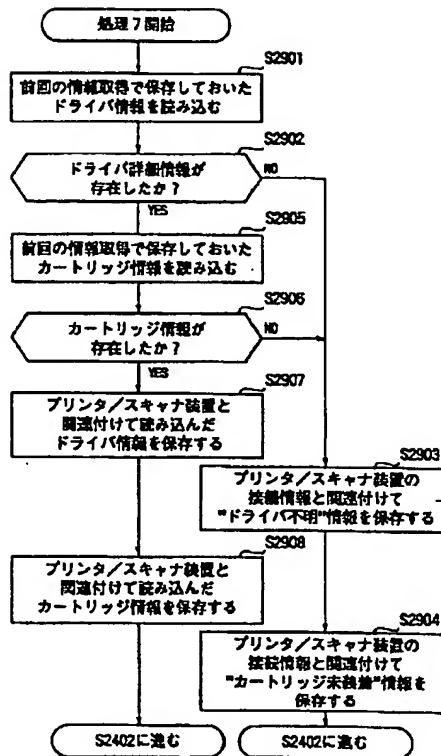 処理7開始
S2901
前回の情報取得で保存しておいた
ドライバ情報を読み込む
S2902
ドライバ詳細情報が
存在したか?
NO
YES
S2905
前回の情報取得で保存しておいた
カートリッジ情報を読み込む
S2906
カートリッジ情報が
存在したか?
NO
YES
S2907
プリンタ/スキャナ装置と
関連付けて読み込んだ
ドライバ情報を保存する
S2903
プリンタ/スキャナ装置の
接続情報と関連付けて
"ドライバ不明"情報を保存する
S2908
プリンタ/スキャナ装置と
関連付けて読み込んだ
カートリッジ情報を保存する
S2904
プリンタ/スキャナ装置の
接続情報と関連付けて
"カートリッジ未装着"情報を
保存する
S2402に進む
S2402に進む